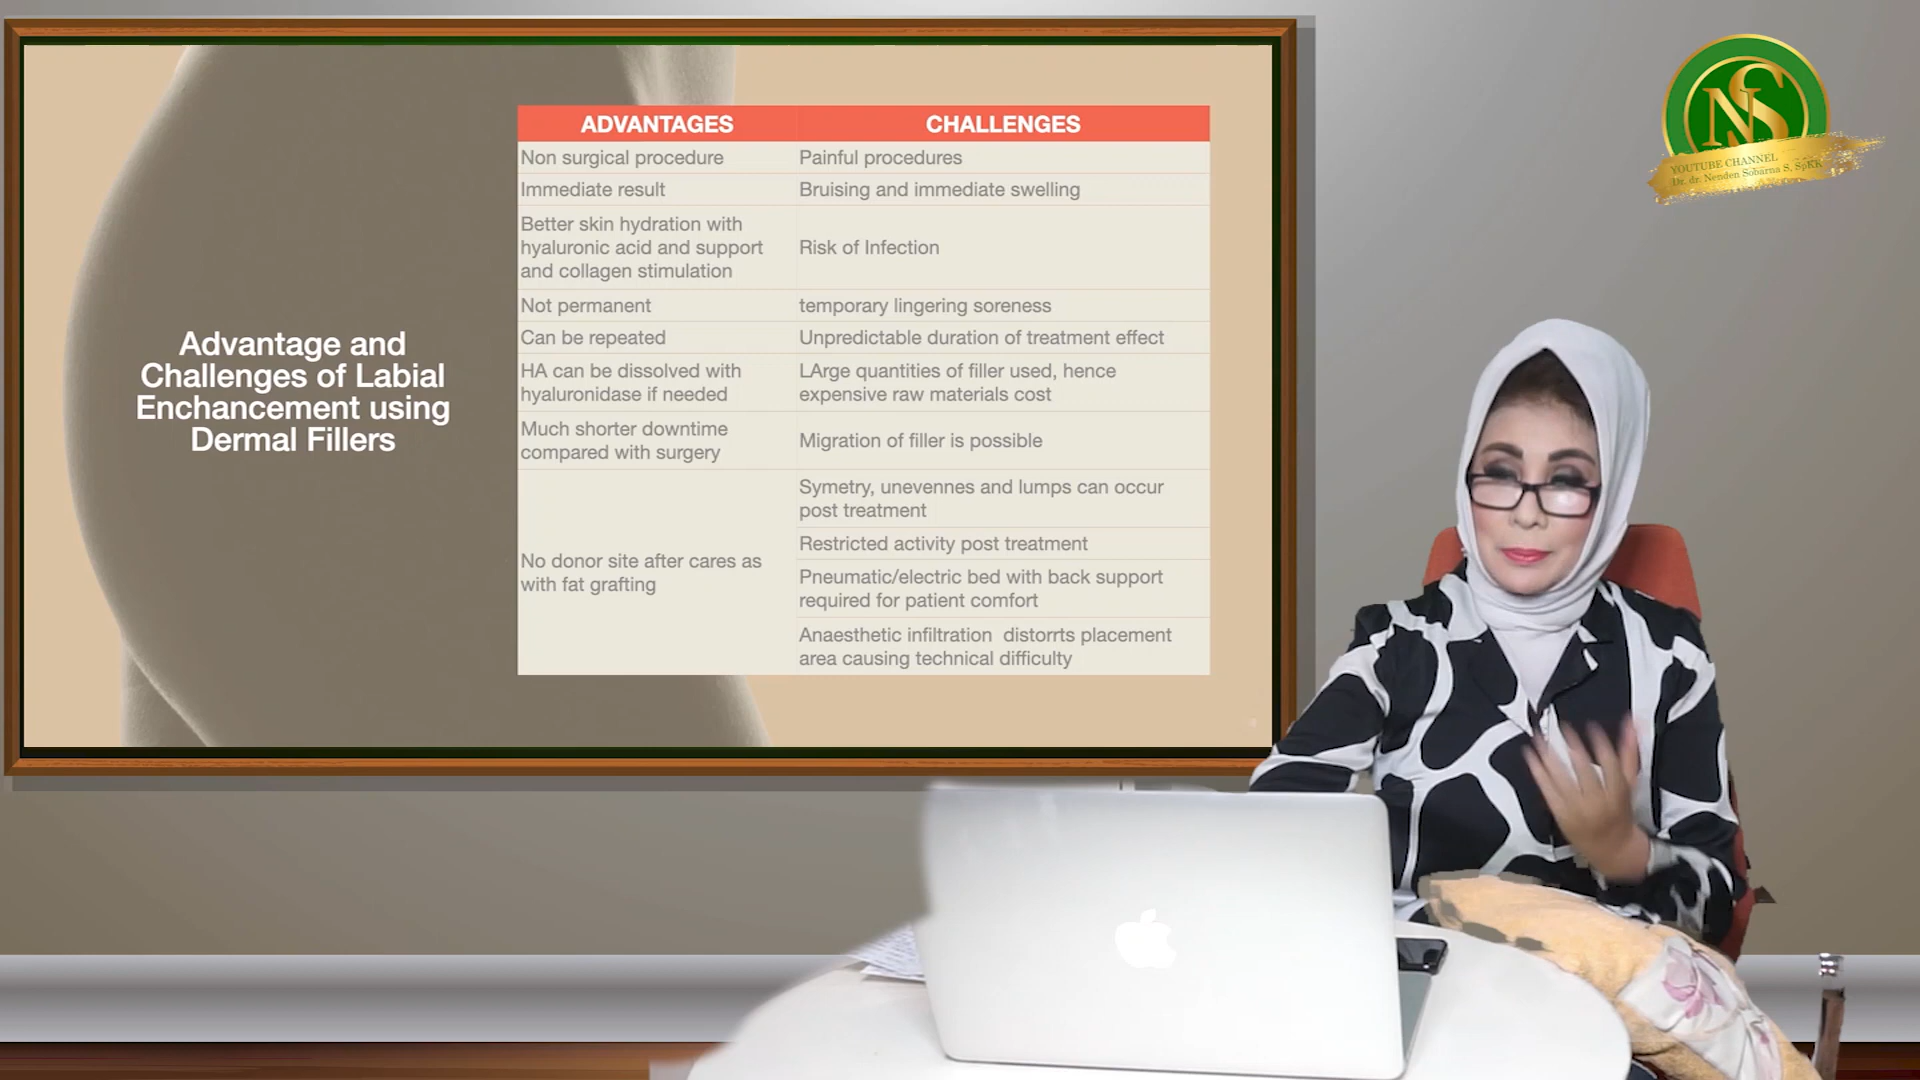 Advantage and
Challenges of Labial
Enchancement using
Dermal Fillers
ADVANTAGES CHALLENGES
Non surgical procedure Painful procedures
Immediate result Bruising and immediate swelling
Better skin hydration with
hyaluronic acid and support
and collagen stimulation
Risk of Infection
Not permanent temporary lingering soreness
Can be repeated Unpredictable duration of treatment effect
HA can be dissolved with
hyaluronidase if needed
LArge quantities of filler used, hence
expensive raw materials cost
Much shorter downtime
compared with surgery
Migration of filler is possible
No donor site after cares as
with fat grafting
Symetry, unevennes and lumps can occur
post treatment
Restricted activity post treatment
Pneumatic/electric bed with back support
required for patient comfort
Anaesthetic infiltration distorrts placement
area causing technical difficulty
NS
YOUTUBE CHANNEL
Dr. dr. Nenden Sobarna S, SpKK